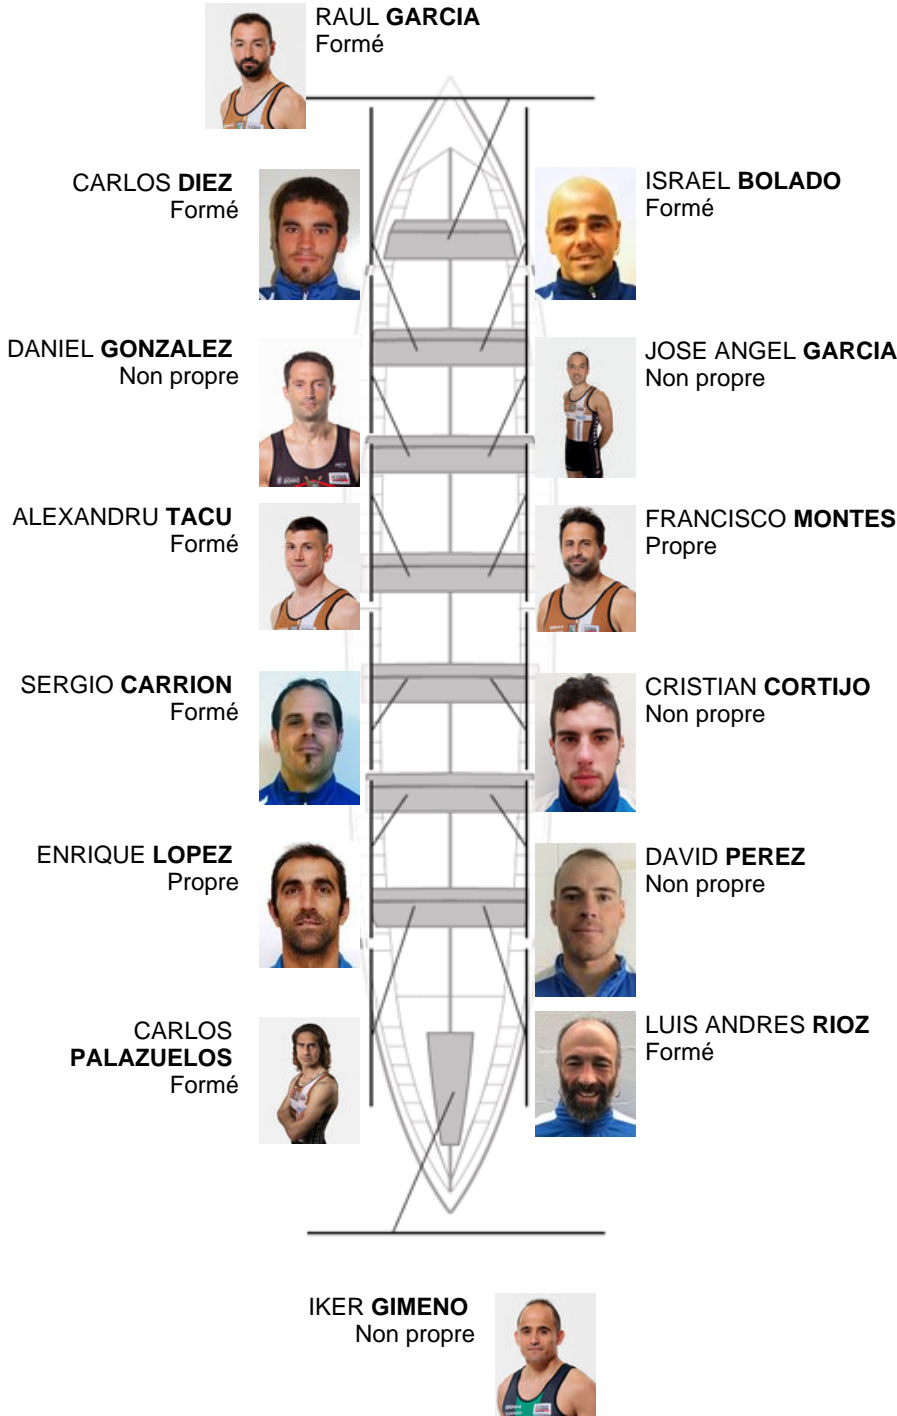 RAUL GARCIA
Formé
CARLOS DIEZ
Formé
ISRAEL BOLADO
Formé
DANIEL GONZALEZ
Non propre
JOSE ANGEL GARCIA
Non propre
ALEXANDRU TACU
Formé
FRANCISCO MONTES
Propre
SERGIO CARRION
Formé
CRISTIAN CORTIJO
Non propre
ENRIQUE LOPEZ
Propre
DAVID PEREZ
Non propre
CARLOS
PALAZUELOS
Formé
LUIS ANDRES RIOZ
Formé
IKER GIMENO
Non propre